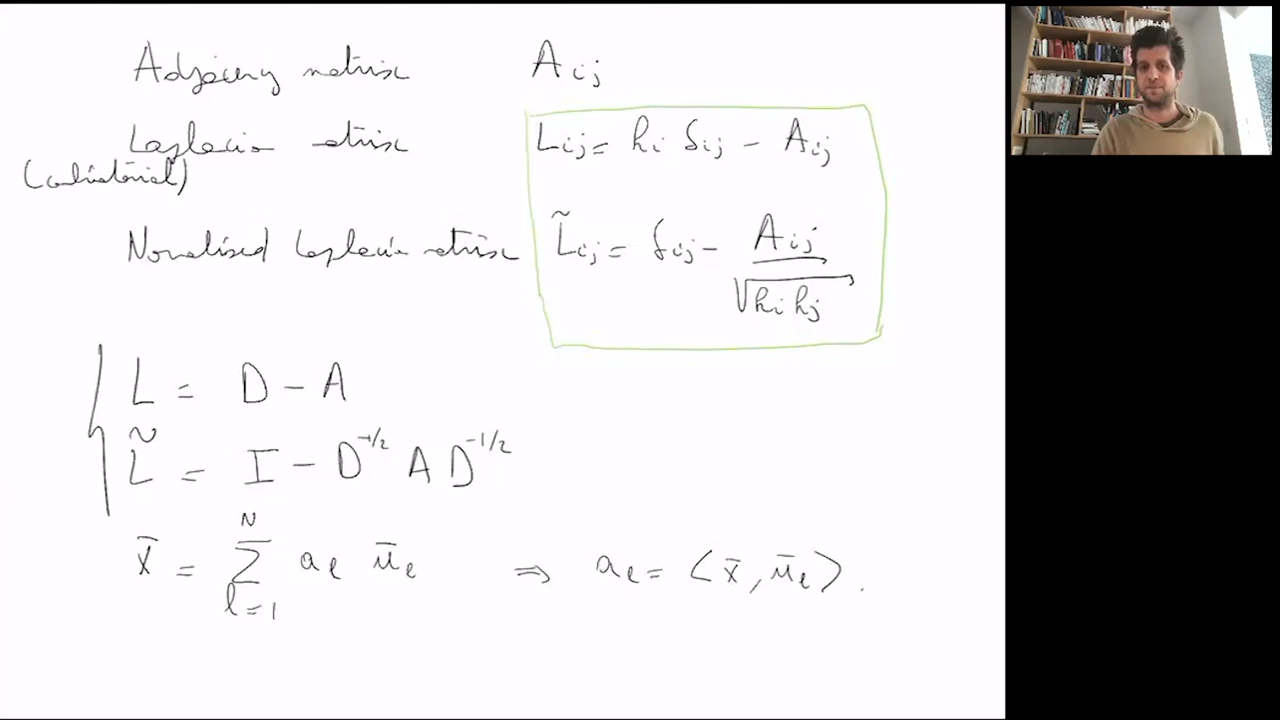 Adjacency matrix A_ij
Laplacian matrix L_ij = k_i δ_ij - A_ij
(combinatorial)
Normalised Laplacian matrix L̃_ij = δ_ij - A_ij / √(k_i k_j)
L = D - A
L̃ = I - D^{-1/2} A D^{-1/2}
x̄ = Σ_{l=1}^{N} a_l ū_l ⇒ a_l = ⟨x̄, ū_l⟩.